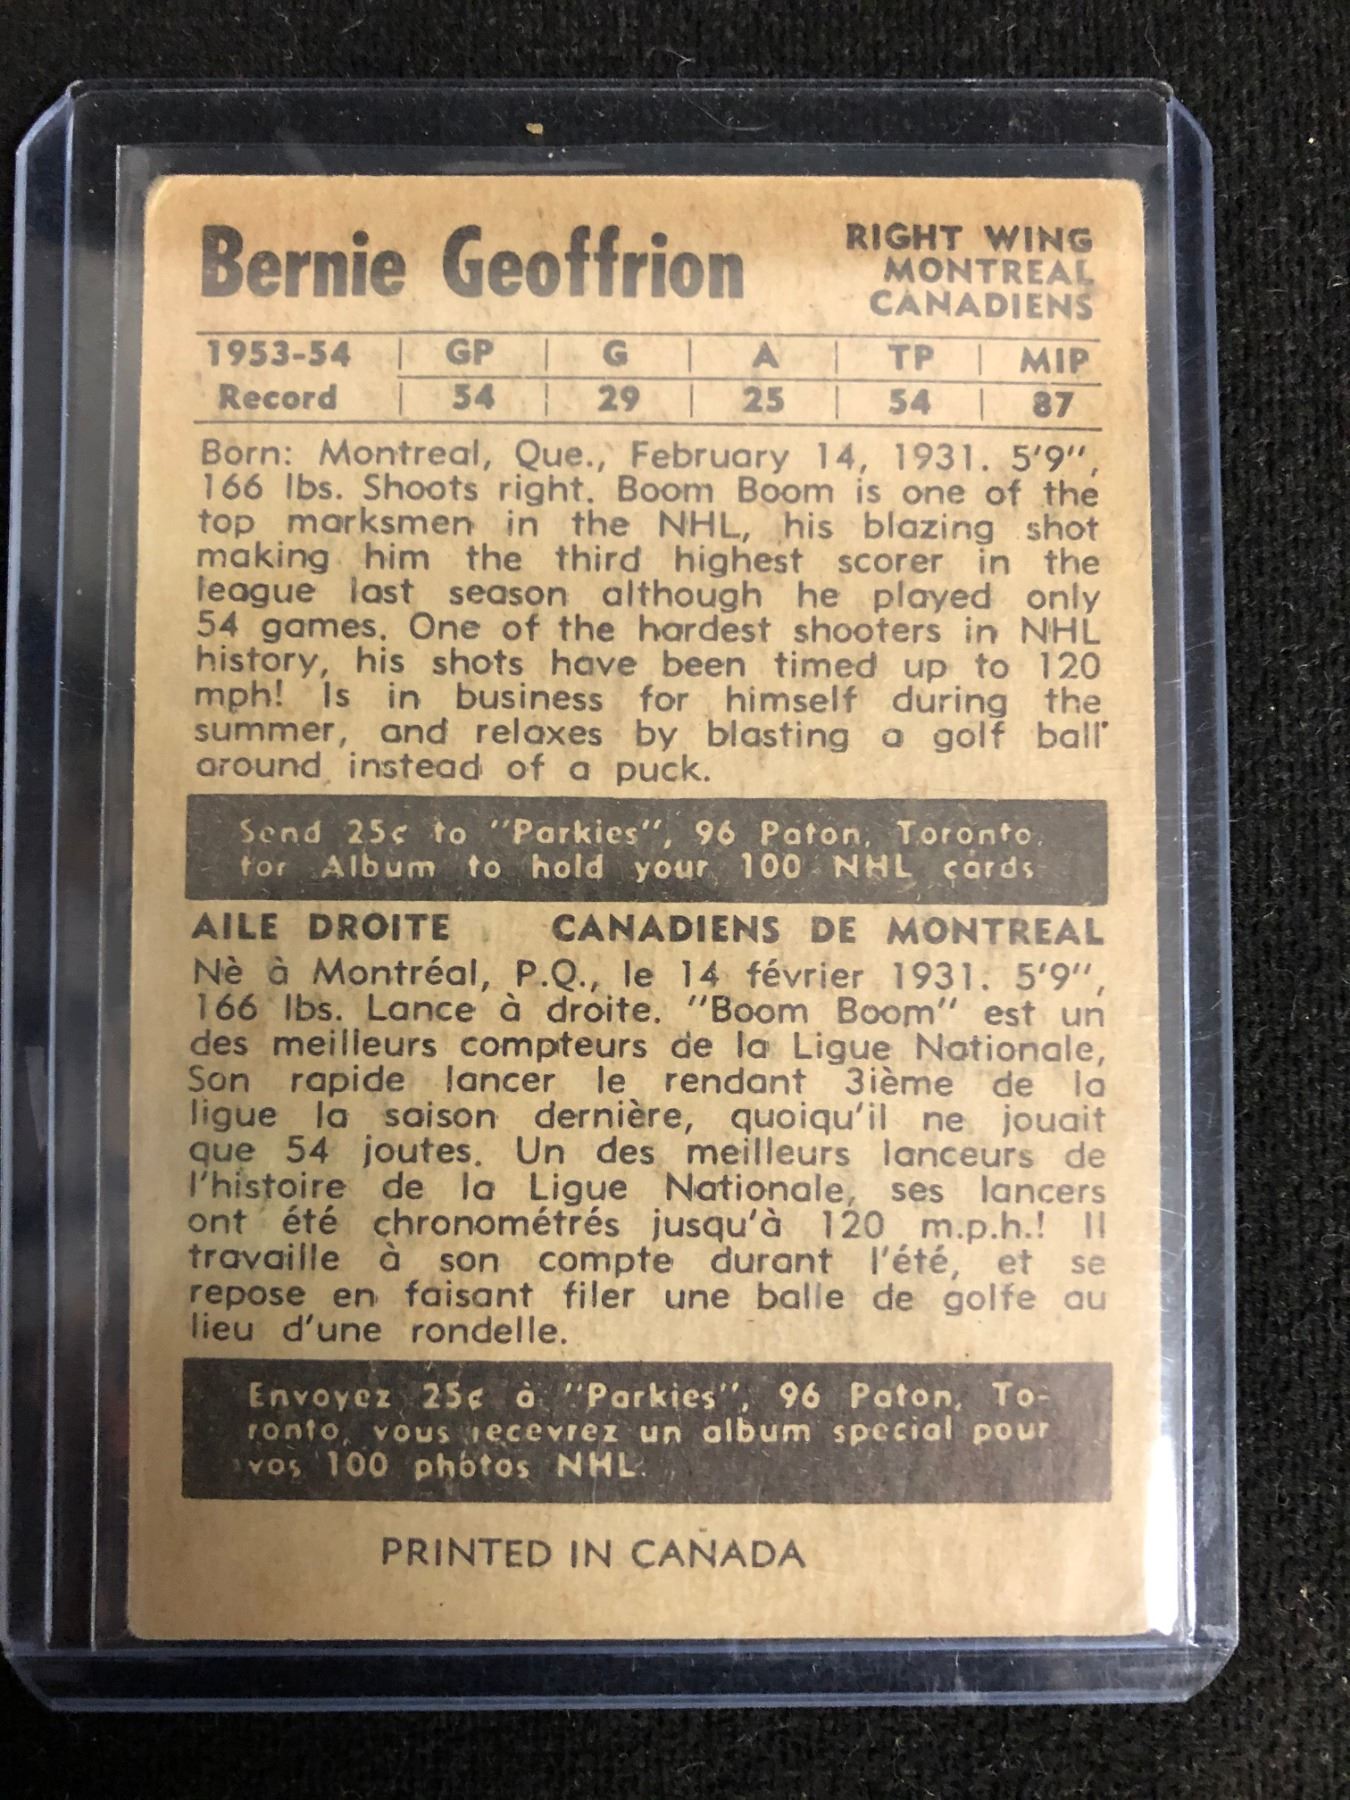 Bernie Geoffrion
RIGHT WING
MONTREAL
CANADIENS
1953-54 | GP | G | A | TP | MIP
Record | 54 | 29 | 25 | 54 | 87
Born: Montreal, Que., February 14, 1931. 5'9",
166 lbs. Shoots right. Boom Boom is one of the
top marksmen in the NHL, his blazing shot
making him the third highest scorer in the
league last season although he played only
54 games. One of the hardest shooters in NHL
history, his shots have been timed up to 120
mph! Is in business for himself during the
summer, and relaxes by blasting a golf ball
around instead of a puck.
Send 25¢ to "Parkies", 96 Paton, Toronto,
for Album to hold your 100 NHL cards
AILE DROITE CANADIENS DE MONTREAL
Nè à Montréal, P.Q., le 14 février 1931. 5'9",
166 lbs. Lance à droite. "Boom Boom" est un
des meilleurs compteurs de la Ligue Nationale,
Son rapide lancer le rendant 3ième de la
ligue la saison dernière, quoiqu'il ne jouait
que 54 joutes. Un des meilleurs lanceurs de
l'histoire de la Ligue Nationale, ses lancers
ont été chronométrés jusqu'à 120 m.p.h.! Il
travaille à son compte durant l'été, et se
repose en faisant filer une balle de golfe au
lieu d'une rondelle.
Envoyez 25¢ à "Parkies", 96 Paton, To-
ronto, vous recevrez un album special pour
vos 100 photos NHL.
PRINTED IN CANADA